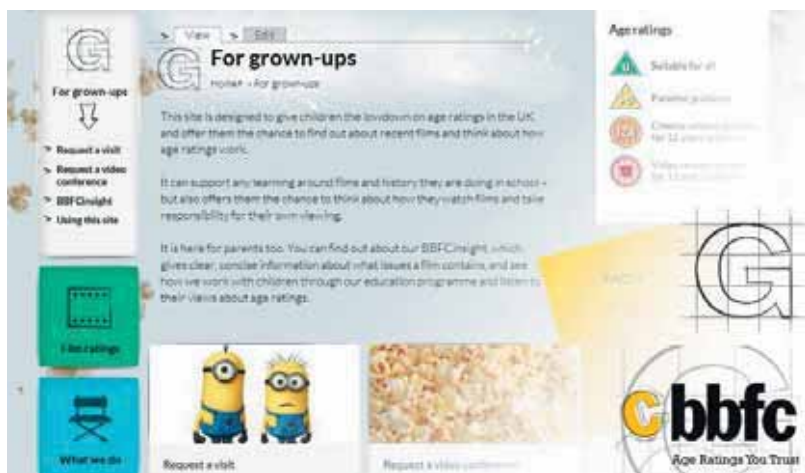 G
For grown-ups
Request a visit
Request a video
conference
BBFCinsight
Using this site
Film ratings
What we do
View
Edit
G
For grown-ups
Home › For grown-ups
This site is designed to give children the lowdown on age ratings in the UK
and offer them the chance to find out about recent films and think about how
age ratings work.
It can support any learning around films and history they are doing in school -
but also offers them the chance to think about how they watch films and take
responsibility for their own viewing.
It is here for parents too. You can find out about our BBFCinsight, which
gives clear, concise information about what issues a film contains, and see
how we work with children through our education programme and listen to
their views about age ratings.
Request a visit
Request a video conference
Age ratings
U
Suitable for all
Parental guidance
G
c bbfc
Age Ratings You Trust